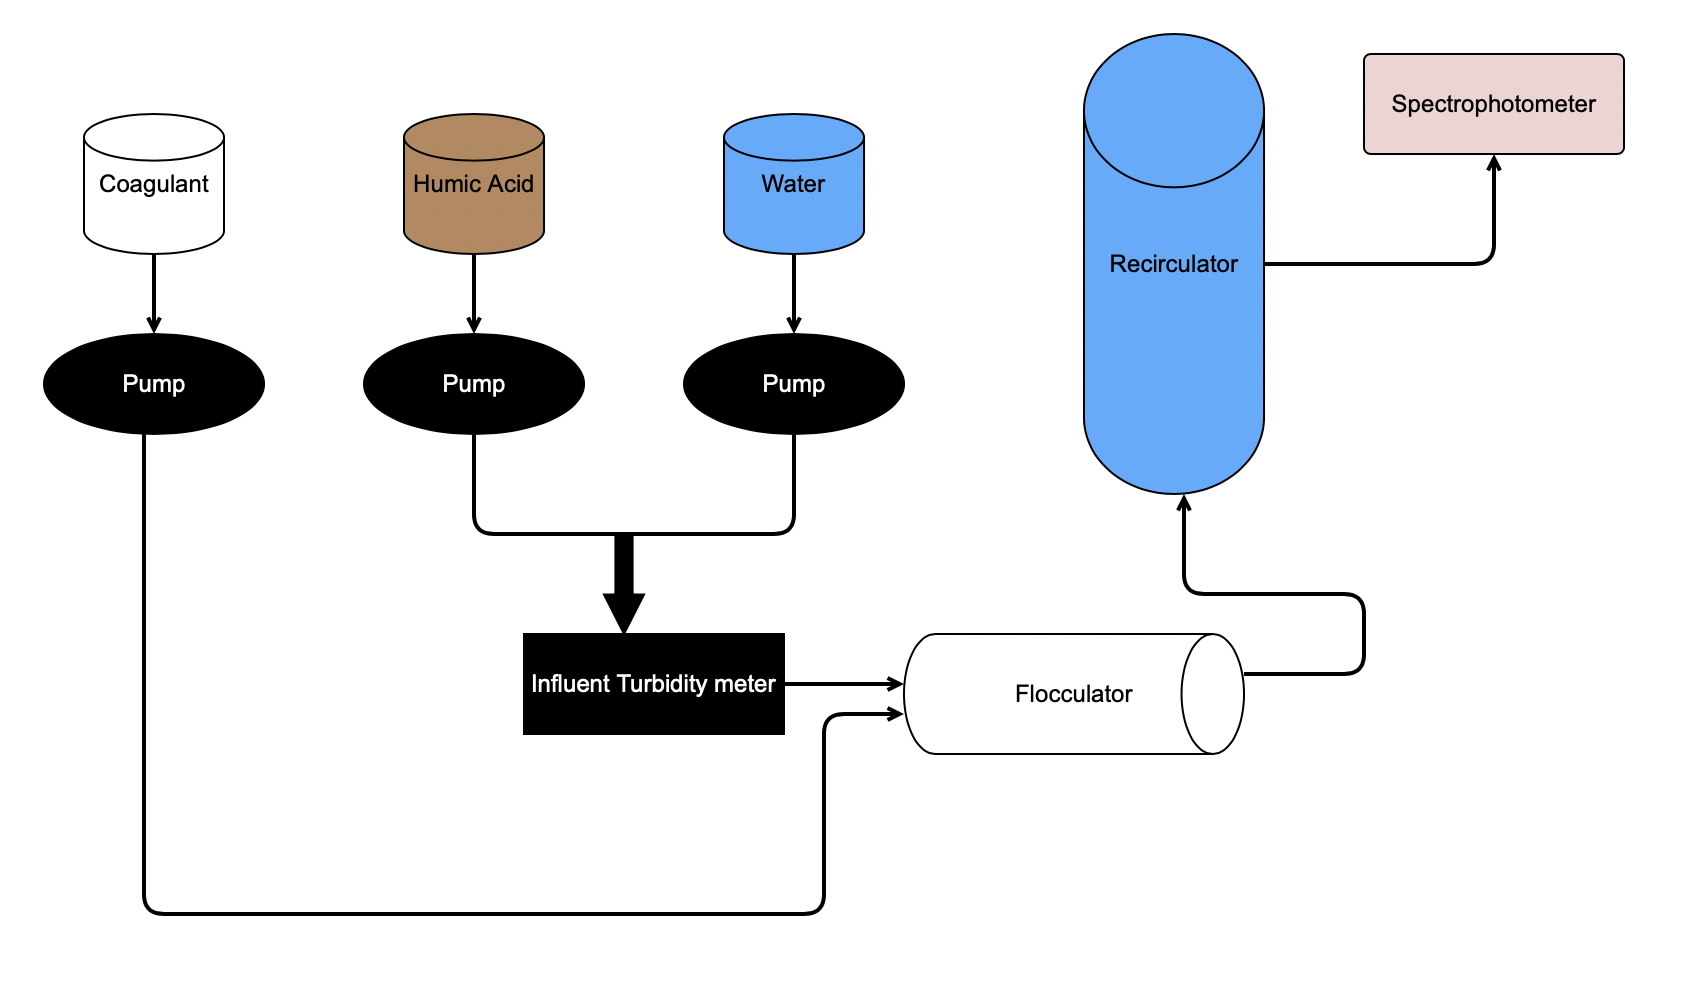 Spectrophotometer
Coagulant
Humic Acid
Water
Recirculator
Pump
Pump
Pump
Influent Turbidity meter
Flocculator